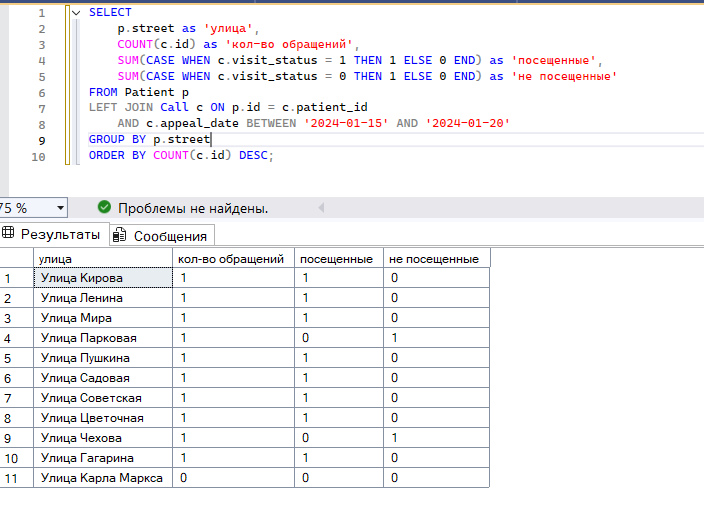 1 SELECT
2 p.street as 'улица',
3 COUNT(c.id) as 'кол-во обращений',
4 SUM(CASE WHEN c.visit_status = 1 THEN 1 ELSE 0 END) as 'посещенные',
5 SUM(CASE WHEN c.visit_status = 0 THEN 1 ELSE 0 END) as 'не посещенные'
6 FROM Patient p
7 LEFT JOIN Call c ON p.id = c.patient_id
8 AND c.appeal_date BETWEEN '2024-01-15' AND '2024-01-20'
9 GROUP BY p.street
10 ORDER BY COUNT(c.id) DESC;
75 % Проблемы не найдены.
Результаты Сообщения
улица кол-во обращений посещенные не посещенные
1 Улица Кирова 1 1 0
2 Улица Ленина 1 1 0
3 Улица Мира 1 1 0
4 Улица Парковая 1 0 1
5 Улица Пушкина 1 1 0
6 Улица Садовая 1 1 0
7 Улица Советская 1 1 0
8 Улица Цветочная 1 1 0
9 Улица Чехова 1 0 1
10 Улица Гагарина 1 1 0
11 Улица Карла Маркса 0 0 0